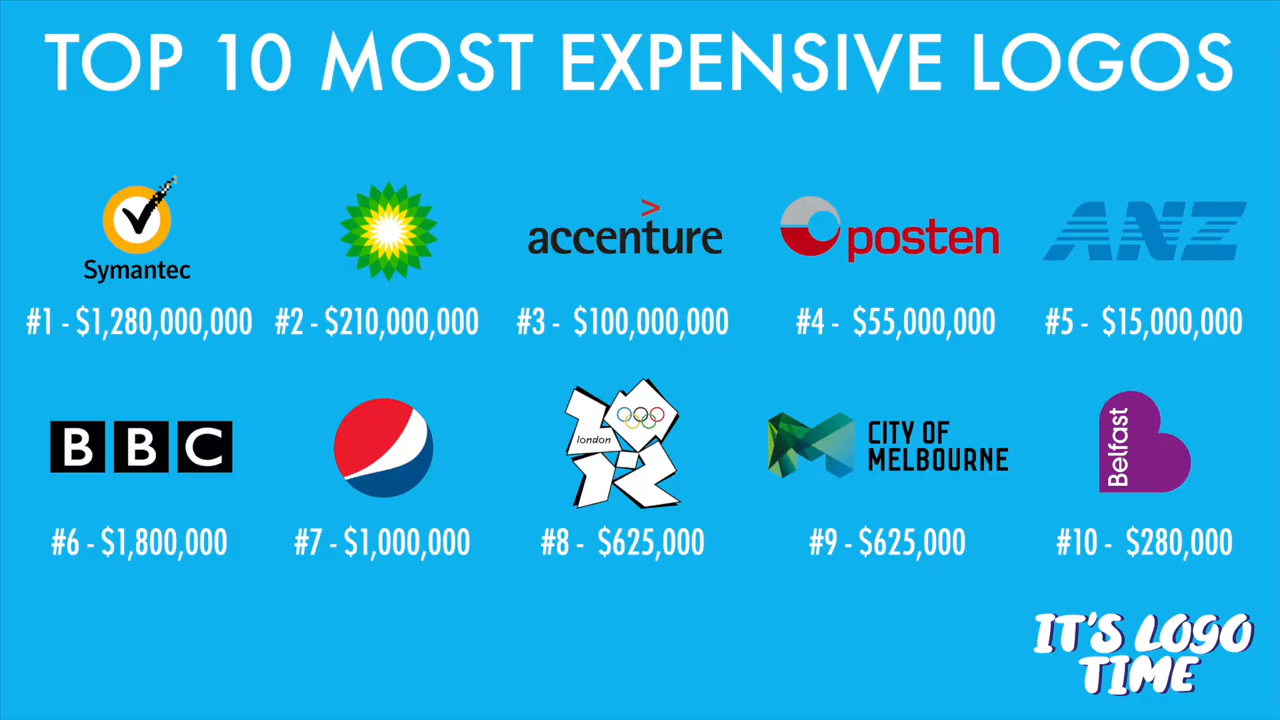 TOP 10 MOST EXPENSIVE LOGOS
Symantec
accenture
posten
ANZ
#1 - $1,280,000,000
#2 - $210,000,000
#3 - $100,000,000
#4 - $55,000,000
#5 - $15,000,000
BBC
london
CITY OF
MELBOURNE
Belfast
#6 - $1,800,000
#7 - $1,000,000
#8 - $625,000
#9 - $625,000
#10 - $280,000
IT'S LOGO
TIME